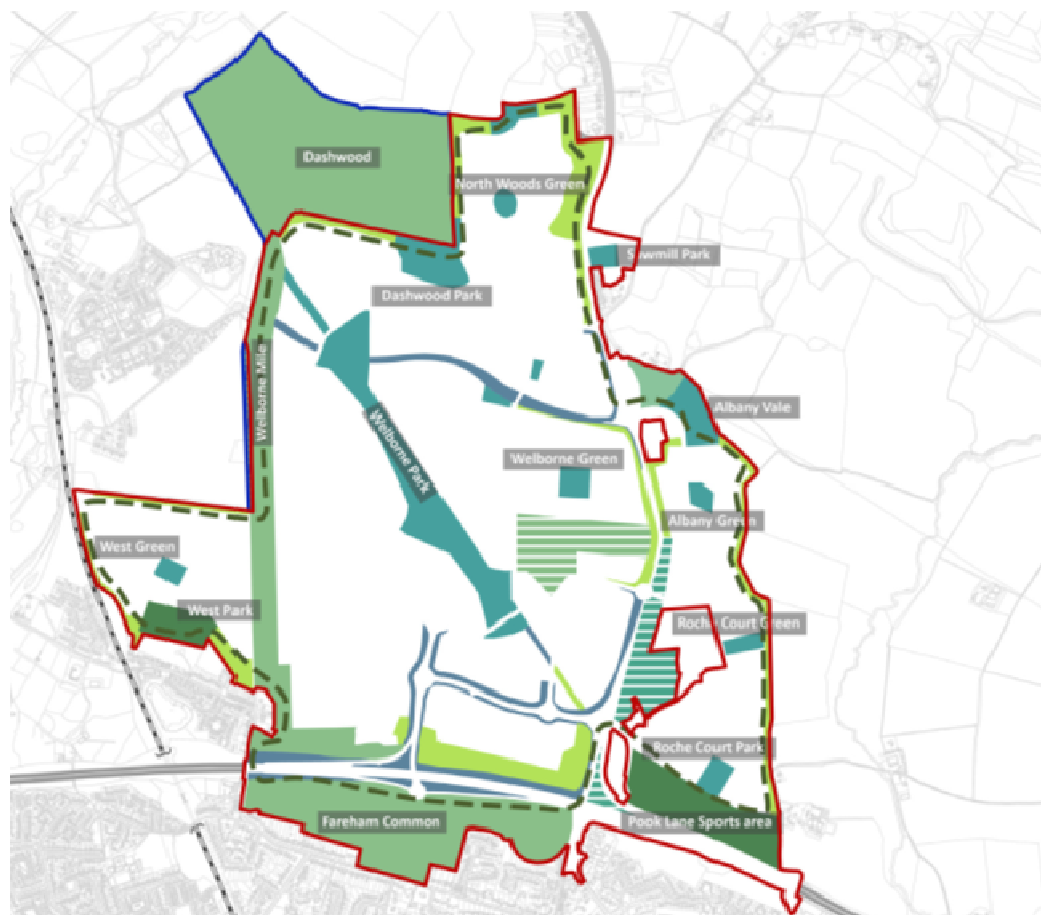 Dashwood
North Woods Green
Sawmill Park
Dashwood Park
Welborne Mile
Albany Vale
Welborne Park
Welborne Green
Albany Green
West Green
West Park
Roche Court Green
Roche Court Park
Fareham Common
Pook Lane Sports area